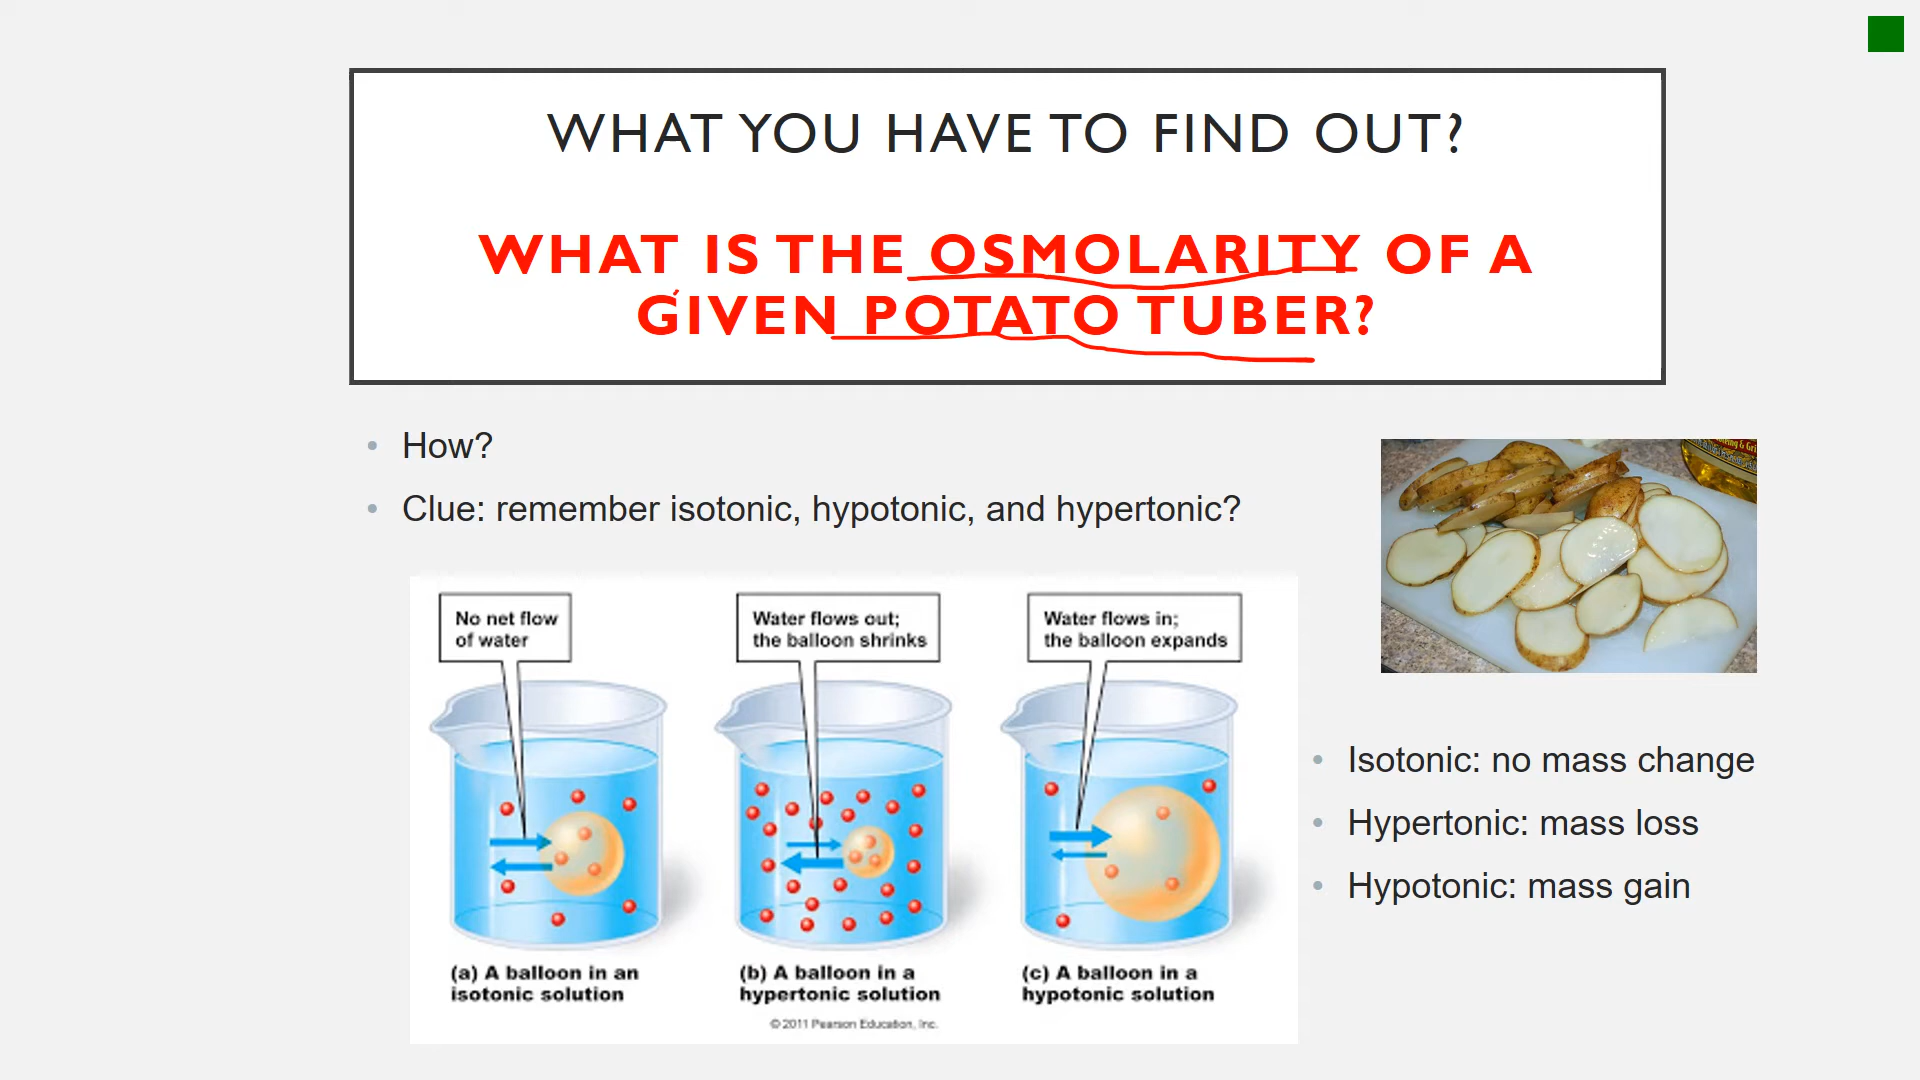 WHAT YOU HAVE TO FIND OUT?
WHAT IS THE OSMOLARITY OF A
GIVEN POTATO TUBER?
• How?
• Clue: remember isotonic, hypotonic, and hypertonic?
No net flow
of water
Water flows out;
the balloon shrinks
Water flows in;
the balloon expands
(a) A balloon in an
isotonic solution
(b) A balloon in a
hypertonic solution
(c) A balloon in a
hypotonic solution
© 2011 Pearson Education, Inc.
• Isotonic: no mass change
• Hypertonic: mass loss
• Hypotonic: mass gain